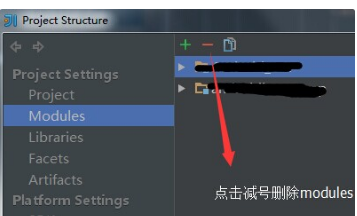 Project Structure
Project Settings
Project
Modules
Libraries
Facets
Artifacts
点击减号删除modules
Platform Settings